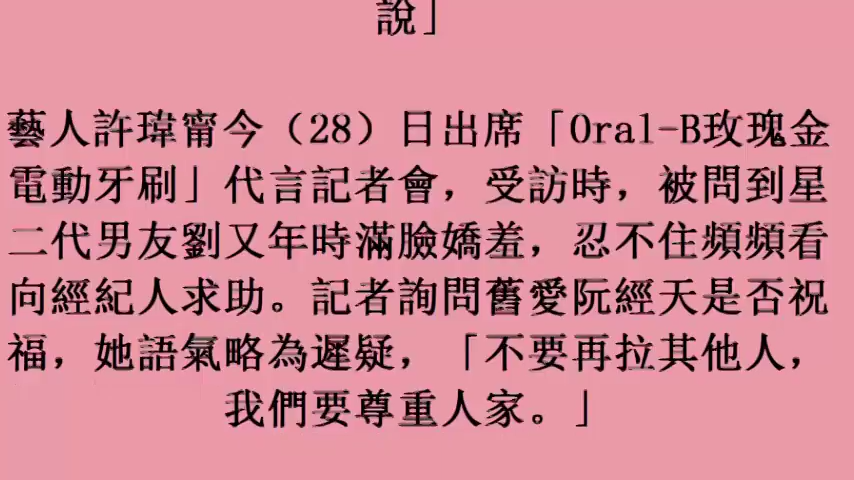 說」
藝人許瑋甯今（28）日出席「Oral-B玫瑰金
電動牙刷」代言記者會，受訪時，被問到星
二代男友劉又年時滿臉嬌羞，忍不住頻頻看
向經紀人求助。記者詢問舊愛阮經天是否祝
福，她語氣略為遲疑，「不要再拉其他人，
我們要尊重人家。」